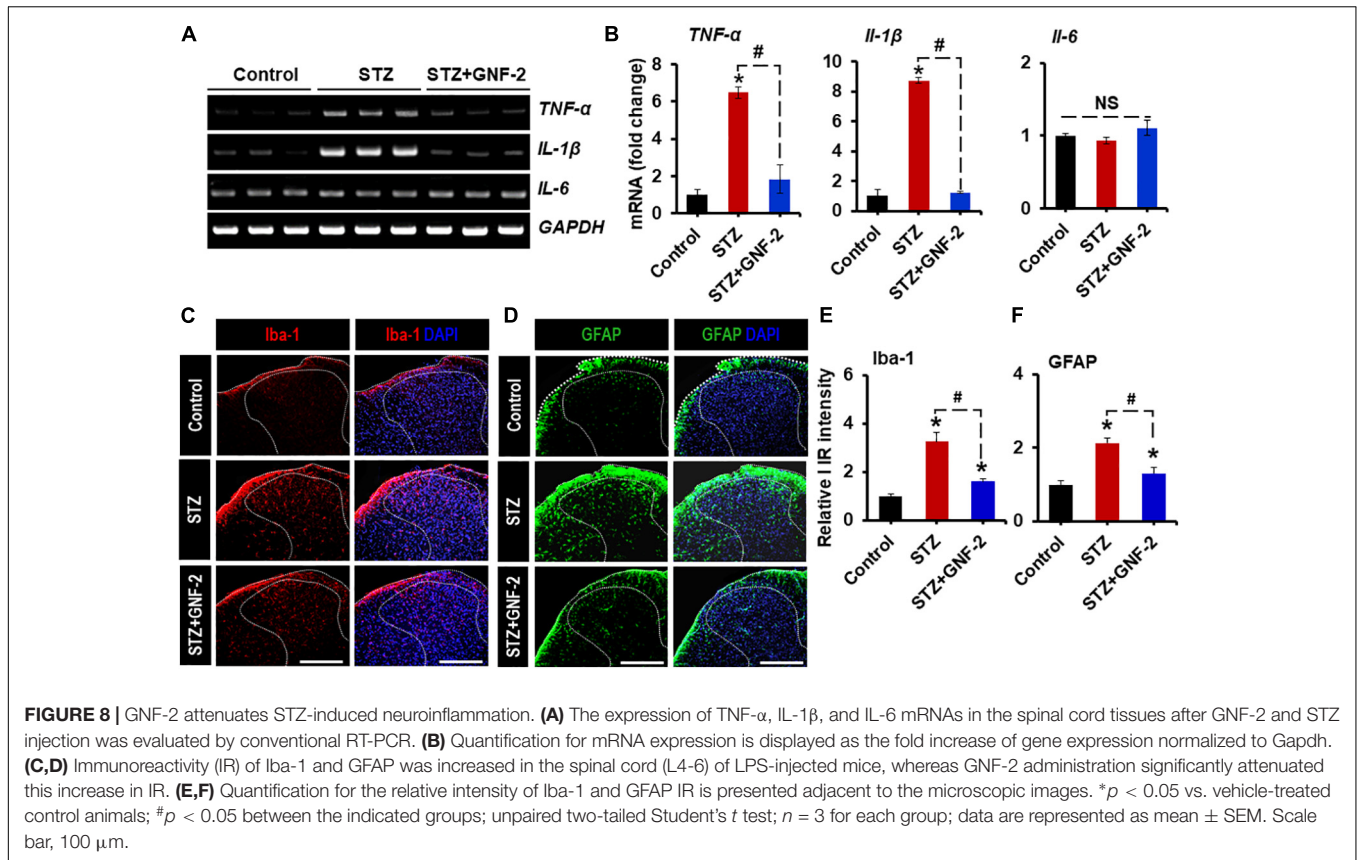 A
Control STZ STZ+GNF-2
TNF-α
IL-1β
IL-6
GAPDH
B
TNF-α Il-1β Il-6
mRNA (fold change)
8
6
4
2
0
*
#
Control STZ STZ+GNF-2
10
8
6
4
2
0
*
#
Control STZ STZ+GNF-2
2
1
0
NS
Control STZ STZ+GNF-2
C
Iba-1 Iba-1 DAPI
Control
STZ
STZ+GNF-2
D
GFAP GFAP DAPI
Control
STZ
STZ+GNF-2
E
Iba-1
Relative I IR intensity
6
4
2
0
*
#
*
Control STZ STZ+GNF-2
F
GFAP
4
2
0
*
#
*
Control STZ STZ+GNF-2
FIGURE 8 | GNF-2 attenuates STZ-induced neuroinflammation. (A) The expression of TNF-α, IL-1β, and IL-6 mRNAs in the spinal cord tissues after GNF-2 and STZ
injection was evaluated by conventional RT-PCR. (B) Quantification for mRNA expression is displayed as the fold increase of gene expression normalized to Gapdh.
(C,D) Immunoreactivity (IR) of Iba-1 and GFAP was increased in the spinal cord (L4-6) of LPS-injected mice, whereas GNF-2 administration significantly attenuated
this increase in IR. (E,F) Quantification for the relative intensity of Iba-1 and GFAP IR is presented adjacent to the microscopic images. *p < 0.05 vs. vehicle-treated
control animals; #p < 0.05 between the indicated groups; unpaired two-tailed Student's t test; n = 3 for each group; data are represented as mean ± SEM. Scale
bar, 100 μm.